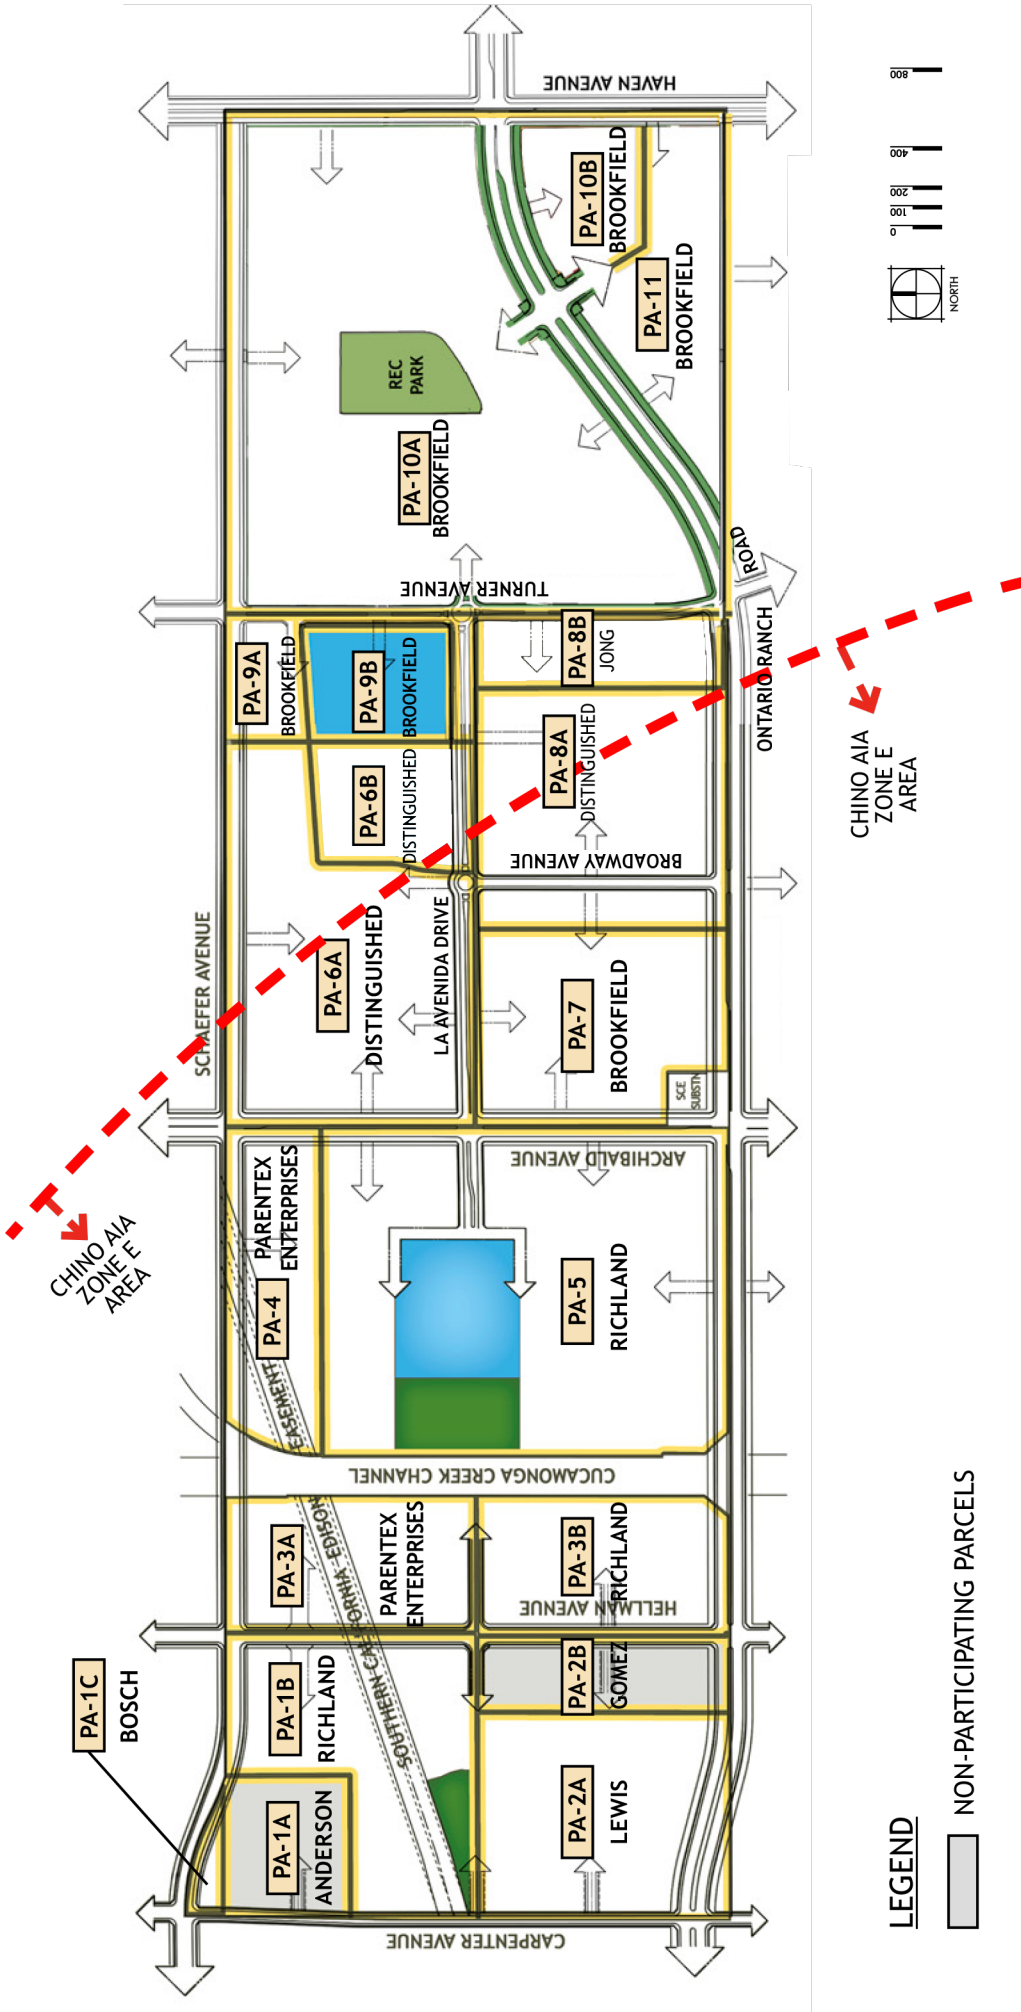 HAVEN AVENUE
800
400
200
100
0
NORTH
PA-10B
BROOKFIELD
PA-11
BROOKFIELD
REC
PARK
PA-10A
BROOKFIELD
TURNER AVENUE
ONTARIO RANCH ROAD
PA-9A
BROOKFIELD
PA-9B
BROOKFIELD
PA-8B
JONG
PA-6B
DISTINGUISHED
PA-8A
DISTINGUISHED
BROADWAY AVENUE
CHINO AIA
ZONE E
AREA
SCHAEFER AVENUE
PA-6A
DISTINGUISHED
LA AVENIDA DRIVE
PA-7
BROOKFIELD
SCE
SUBSTN
ARCHIBALD AVENUE
CHINO AIA
ZONE E
AREA
PARENTEX
ENTERPRISES
PA-4
PA-5
RICHLAND
CUCAMONGA CREEK CHANNEL
SOUTHERN CALIFORNIA EDISON EASEMENT
PA-3A
PARENTEX
ENTERPRISES
PA-3B
RICHLAND
HELLMAN AVENUE
PA-1C
BOSCH
PA-1B
RICHLAND
PA-2B
GOMEZ
PA-1A
ANDERSON
PA-2A
LEWIS
CARPENTER AVENUE
LEGEND
NON-PARTICIPATING PARCELS